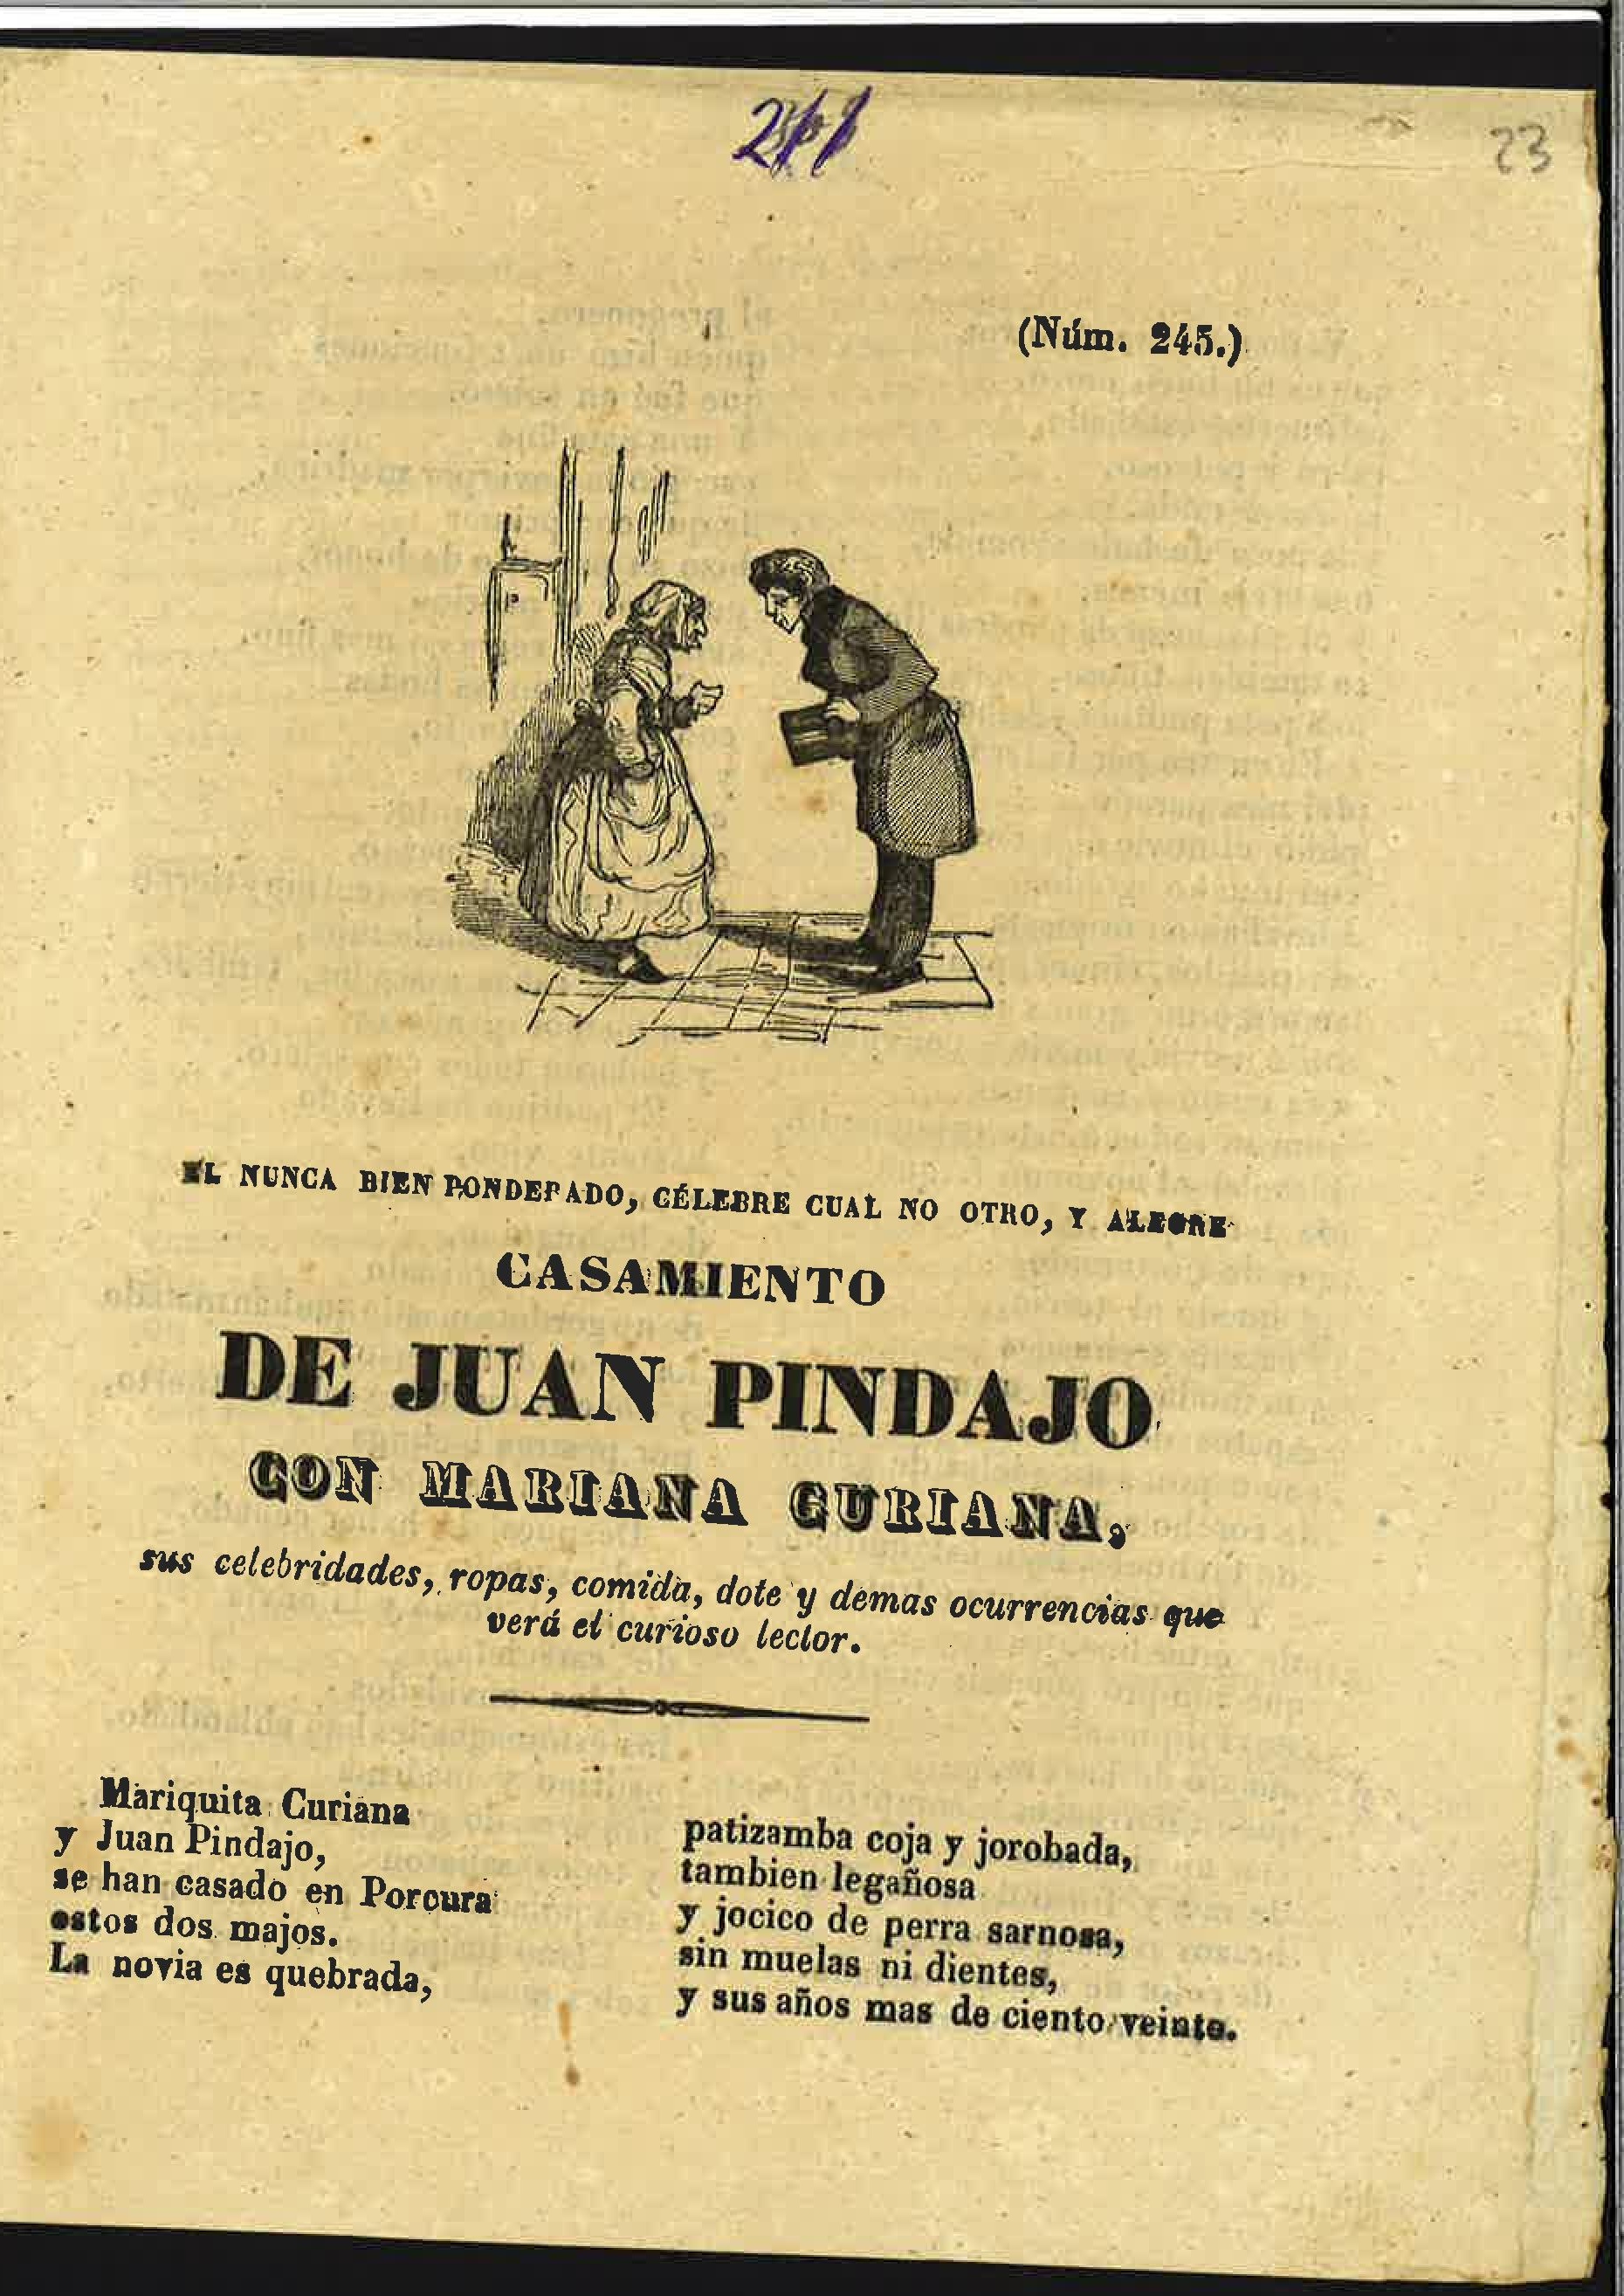 23
(Núm. 245.)
EL NUNCA BIEN PONDERADO, CÉLEBRE CUAL NO OTRO, Y ALEGRE
CASAMIENTO
DE JUAN PINDAJO
CON MARIANA CURIANA,
sus celebridades, ropas, comida, dote y demas ocurrencias que
verá el curioso lector.
Mariquita Curiana
y Juan Pindajo,
se han casado en Porcura
estos dos majos.
La novia es quebrada,
patizamba coja y jorobada,
tambien legañosa
y jocico de perra sarnosa,
sin muelas ni dientes,
y sus años mas de ciento veinte.